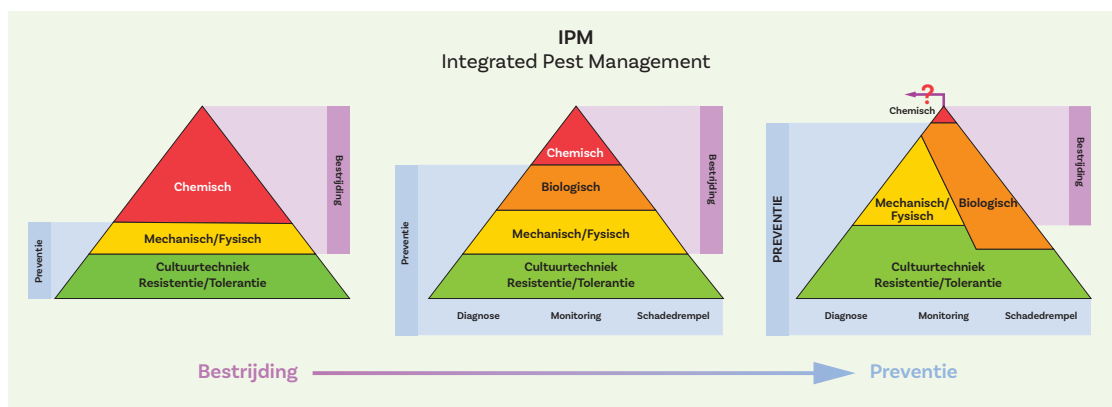 IPM
Integrated Pest Management
Chemisch
Mechanisch/Fysisch
Cultuurtechniek
Resistentie/Tolerantie
Preventie
Bestrijding
Chemisch
Biologisch
Mechanisch/Fysisch
Cultuurtechniek
Resistentie/Tolerantie
Preventie
Bestrijding
Diagnose
Monitoring
Schadedrempel
?
Chemisch
Mechanisch/
Fysisch
Biologisch
Cultuurtechniek
Resistentie/Tolerantie
PREVENTIE
Bestrijding
Diagnose
Monitoring
Schadedrempel
Bestrijding
Preventie